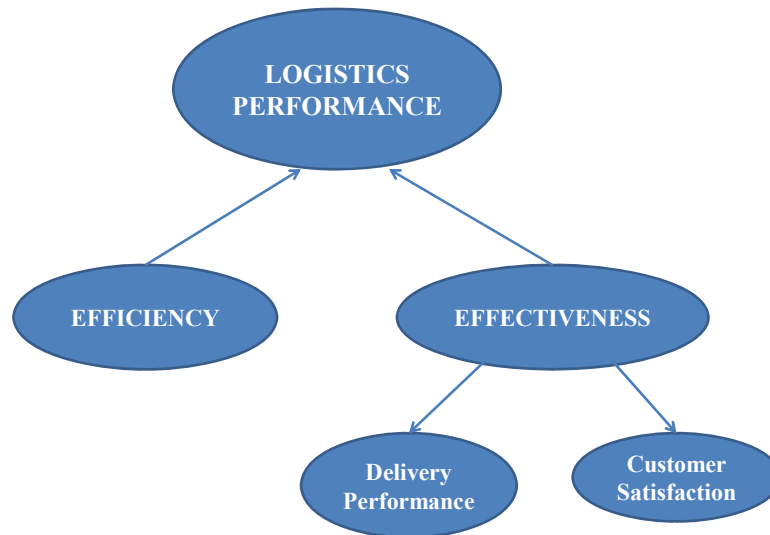 LOGISTICS
PERFORMANCE
EFFICIENCY
EFFECTIVENESS
Delivery
Performance
Customer
Satisfaction